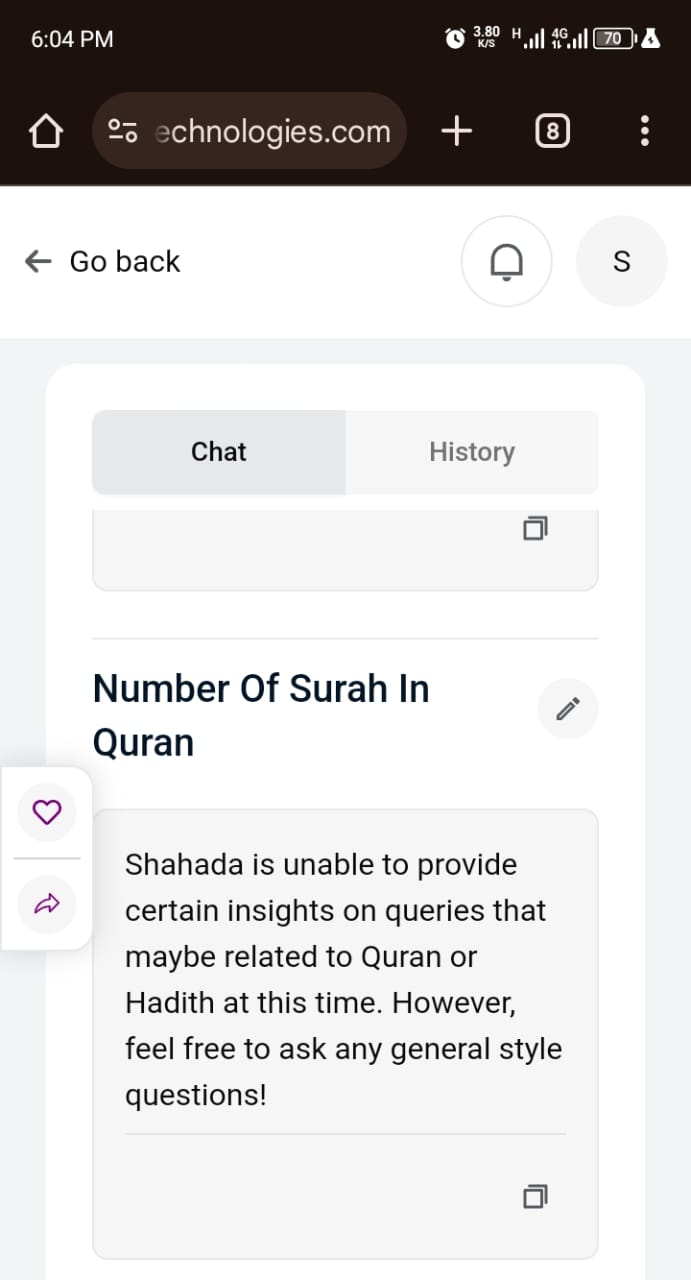 6:04 PM
3.80
K/S
H
4G
70
echnologies.com
8
Go back
S
Chat
History
Number Of Surah In
Quran
Shahada is unable to provide
certain insights on queries that
maybe related to Quran or
Hadith at this time. However,
feel free to ask any general style
questions!